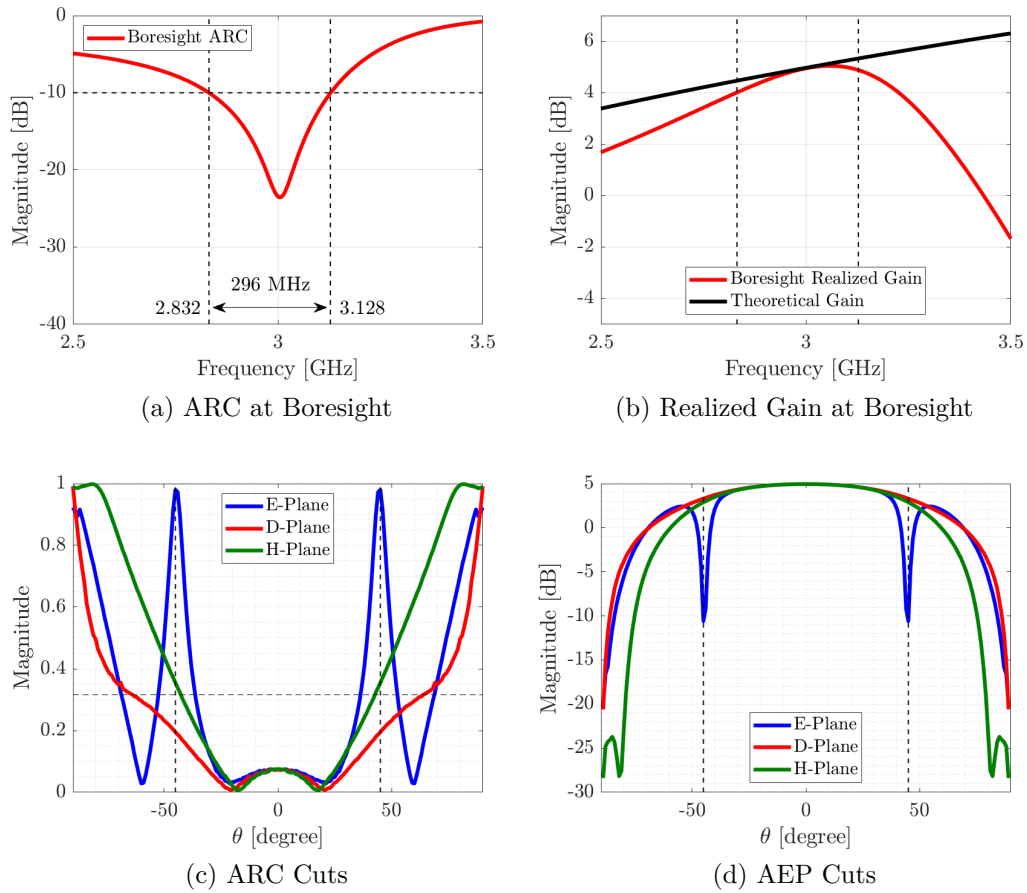 0
-10
-20
-30
-40
Magnitude [dB]
Boresight ARC
296 MHz
2.832
3.128
2.5
3
3.5
Frequency [GHz]
(a) ARC at Boresight
6
4
2
0
-2
-4
Magnitude [dB]
Boresight Realized Gain
Theoretical Gain
2.5
3
3.5
Frequency [GHz]
(b) Realized Gain at Boresight
1
0.8
0.6
0.4
0.2
0
Magnitude
E-Plane
D-Plane
H-Plane
-50
0
50
θ [degree]
(c) ARC Cuts
5
0
-5
-10
-15
-20
-25
-30
Magnitude [dB]
E-Plane
D-Plane
H-Plane
-50
0
50
θ [degree]
(d) AEP Cuts